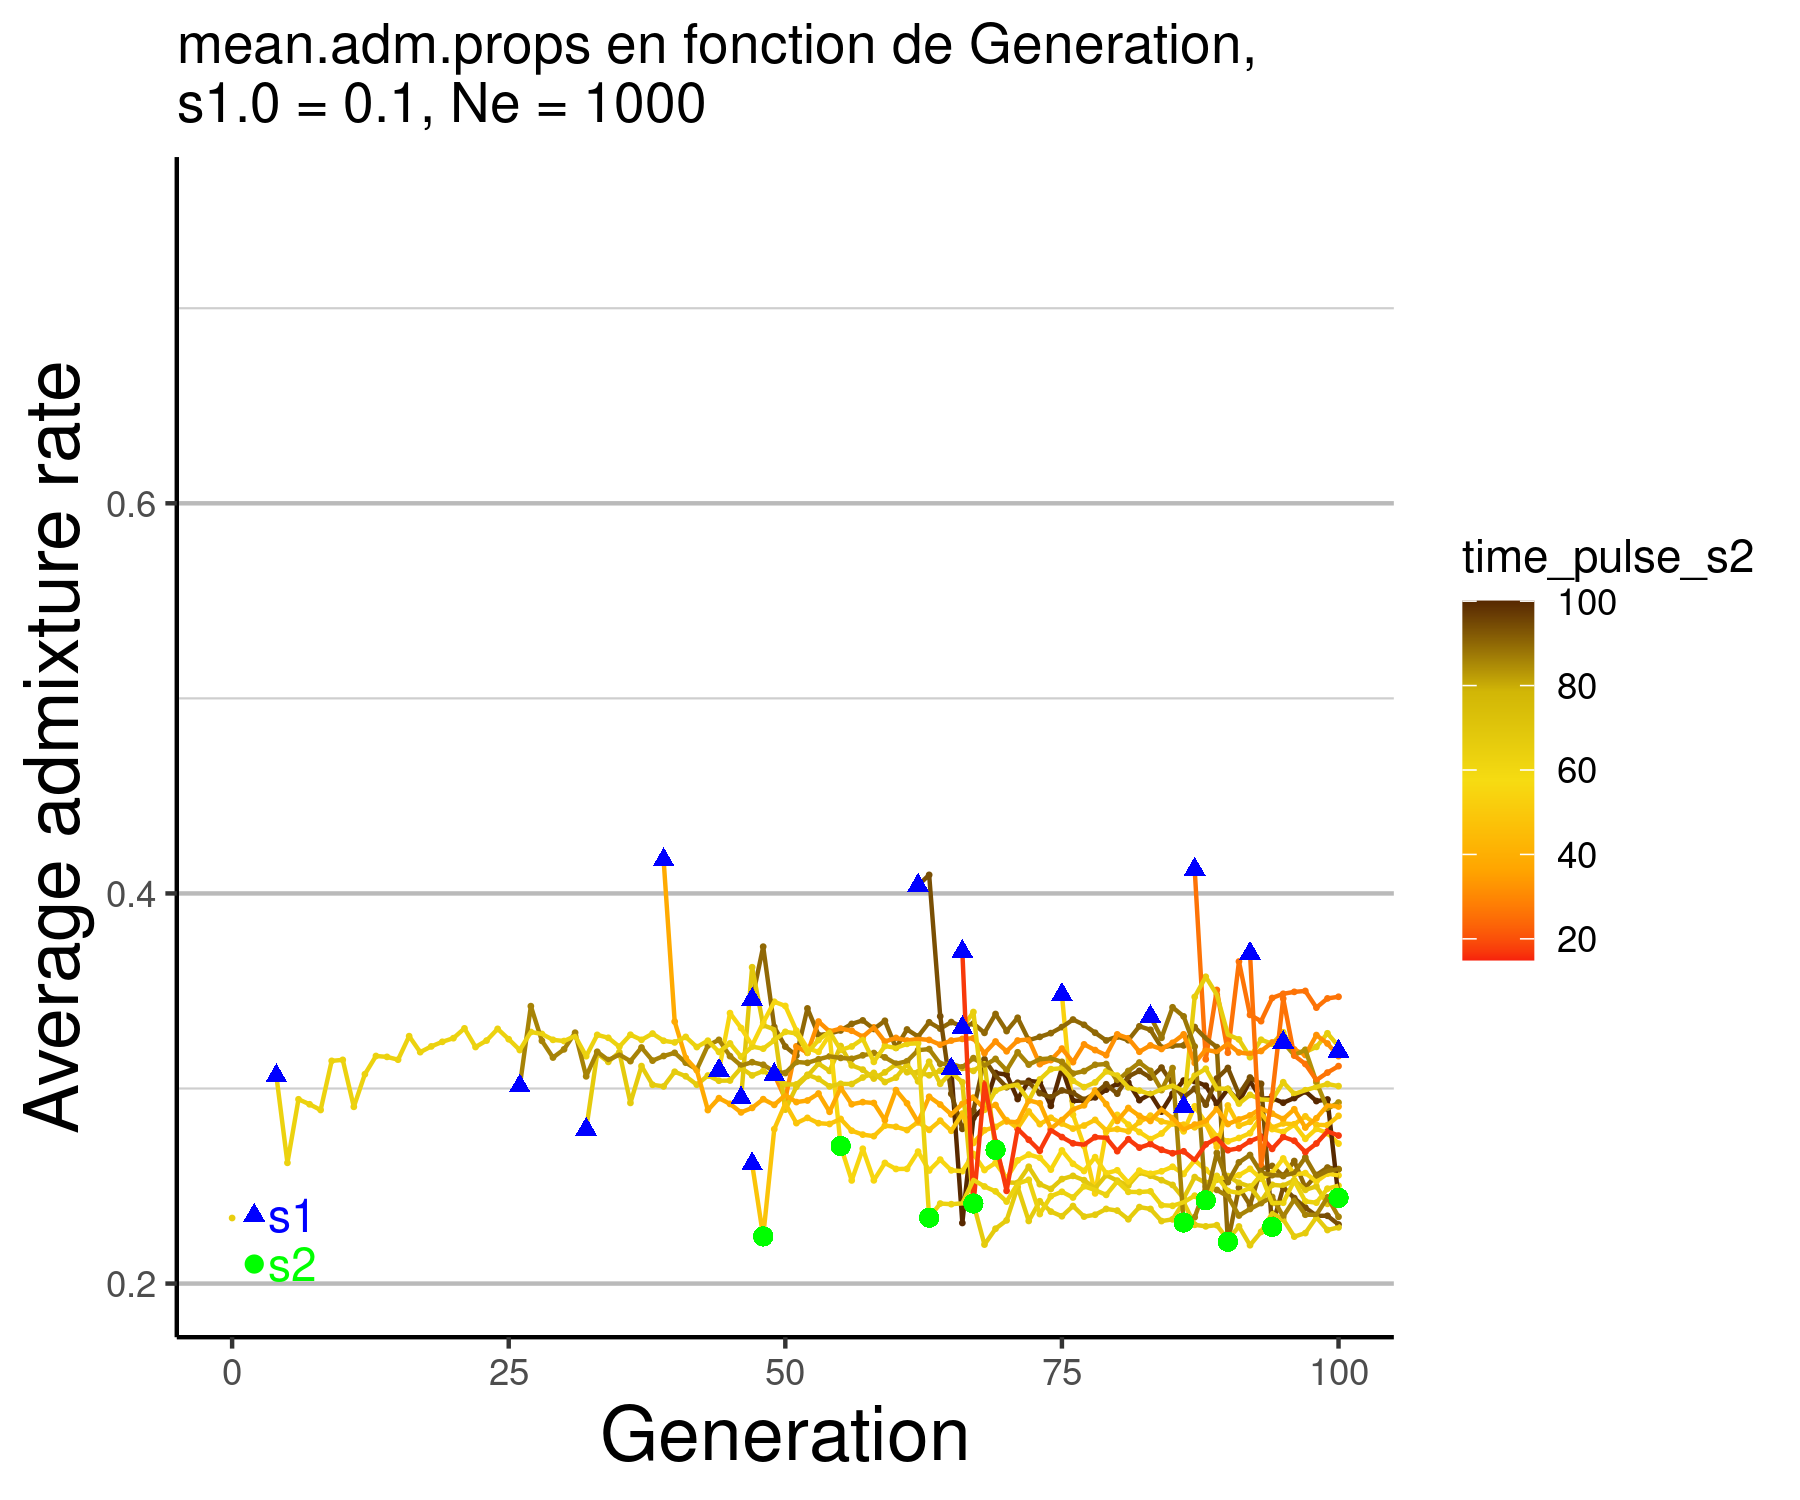 mean.adm.props en fonction de Generation,
s1.0 = 0.1, Ne = 1000
Average admixture rate
0.6
0.4
0.2
s1
s2
0 25 50 75 100
Generation
time_pulse_s2
100
80
60
40
20